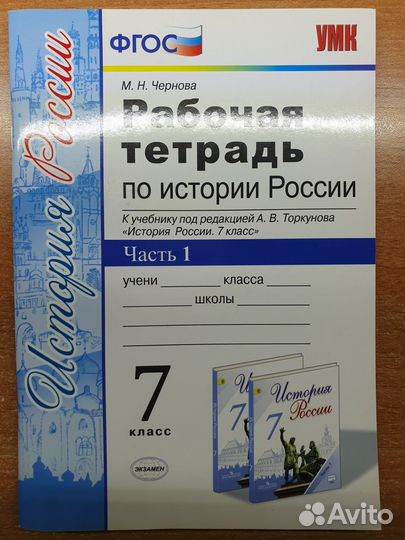 ФГОС
УМК
М. Н. Чернова
Рабочая
тетрадь
по истории России
К учебнику под редакцией А. В. Торкунова
«История России. 7 класс»
Часть 1
учени класса
школы
История России
7
класс
История
России
7
7
ЭКЗАМЕН
Avito